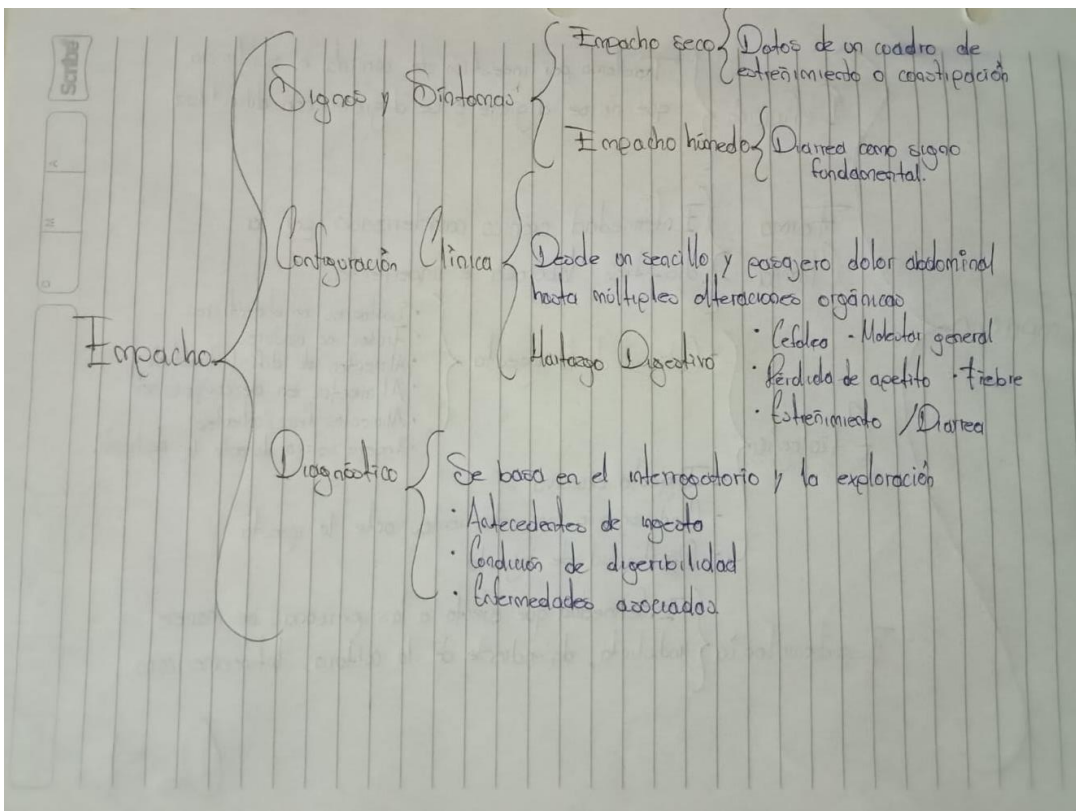 Scribe
Empacho
Signos y Síntomas
Empacho seco
Datos de un cuadro de
estreñimiento o constipación
Empacho húmedo
Diarrea como signo
fundamental.
Configuración Clínica
Desde un sencillo y pasajero dolor abdominal
hasta múltiples alteraciones orgánicas
Hartazgo Digestivo
· Cefalea · Malestar general
· Pérdida de apetito · Fiebre
· Estreñimiento / Diarrea
Diagnóstico
Se basa en el interrogatorio y la exploración
· Antecedentes de ingesta
· Condición de digeribilidad
· Enfermedades asociadas